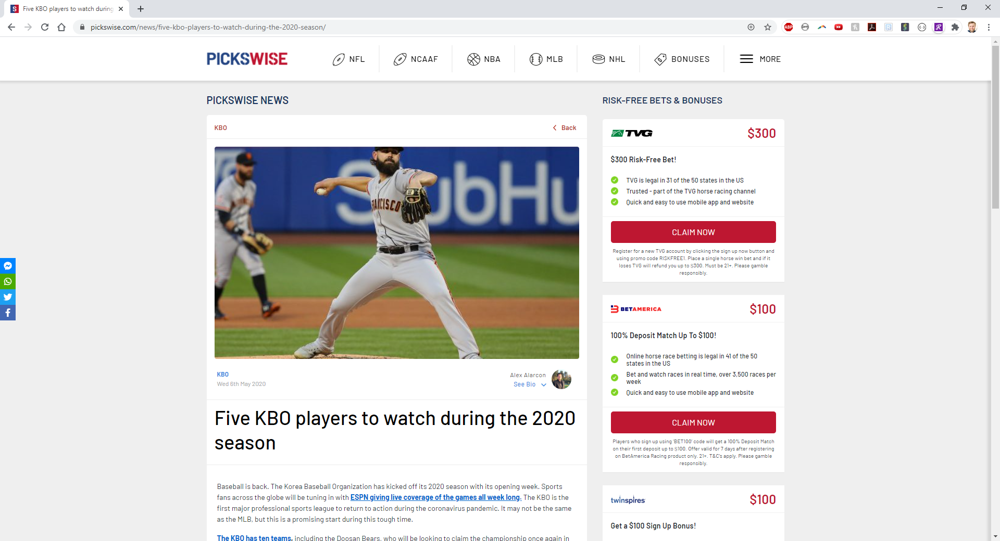 Five KBO players to watch during
pickswise.com/news/five-kbo-players-to-watch-during-the-2020-season/
ABP
PICKSWISE
NFL
NCAAF
NBA
MLB
NHL
BONUSES
MORE
PICKSWISE NEWS
KBO
Back
StubHu
FRANCISCO
KBO
Wed 6th May 2020
Alex Alarcon
See Bio
Five KBO players to watch during the 2020
season
Baseball is back. The Korea Baseball Organization has kicked off its 2020 season with its opening week. Sports
fans across the globe will be tuning in with ESPN giving live coverage of the games all week long. The KBO is the
first major professional sports league to return to action during the coronavirus pandemic. It may not be the same
as the MLB, but this is a promising start during this tough time.
The KBO has ten teams, including the Doosan Bears, who will be looking to claim the championship once again in
RISK-FREE BETS & BONUSES
TVG
$300
$300 Risk-Free Bet!
TVG is legal in 31 of the 50 states in the US
Trusted - part of the TVG horse racing channel
Quick and easy to use mobile app and website
CLAIM NOW
Register for a new TVG account by clicking the sign up now button and
using promo code RISKFREE1. Place a single horse win bet and if it
loses TVG will refund you up to $300. Must be 21+. Please gamble
responsibly.
BETAMERICA
$100
100% Deposit Match Up To $100!
Online horse race betting is legal in 41 of the 50
states in the US
Bet and watch races in real time, over 3,500 races per
week
Quick and easy to use mobile app and website
CLAIM NOW
Players who sign up using 'BET100' code will get a 100% Deposit Match
on their first deposit up to $100. Offer valid for 7 days after registering
on BetAmerica Racing product only. 21+. T&C's apply. Please gamble
responsibly.
twinspires
$100
Get a $100 Sign Up Bonus!